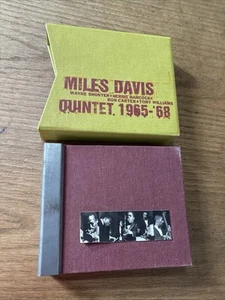 MILES DAVIS
WAYNE SHORTER • HERBIE HANCOCK •
RON CARTER • TONY WILLIAMS
QUINTET, 1965-'68